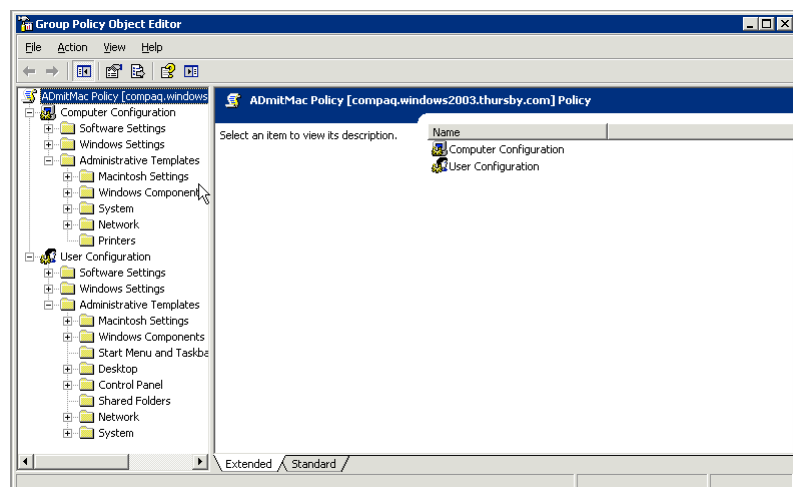 Group Policy Object Editor
File Action View Help
ADmitMac Policy [compaq.windows
Computer Configuration
Software Settings
Windows Settings
Administrative Templates
Macintosh Settings
Windows Component
System
Network
Printers
User Configuration
Software Settings
Windows Settings
Administrative Templates
Macintosh Settings
Windows Components
Start Menu and Taskba
Desktop
Control Panel
Shared Folders
Network
System
ADmitMac Policy [compaq.windows2003.thursby.com] Policy
Select an item to view its description.
Name
Computer Configuration
User Configuration
Extended Standard